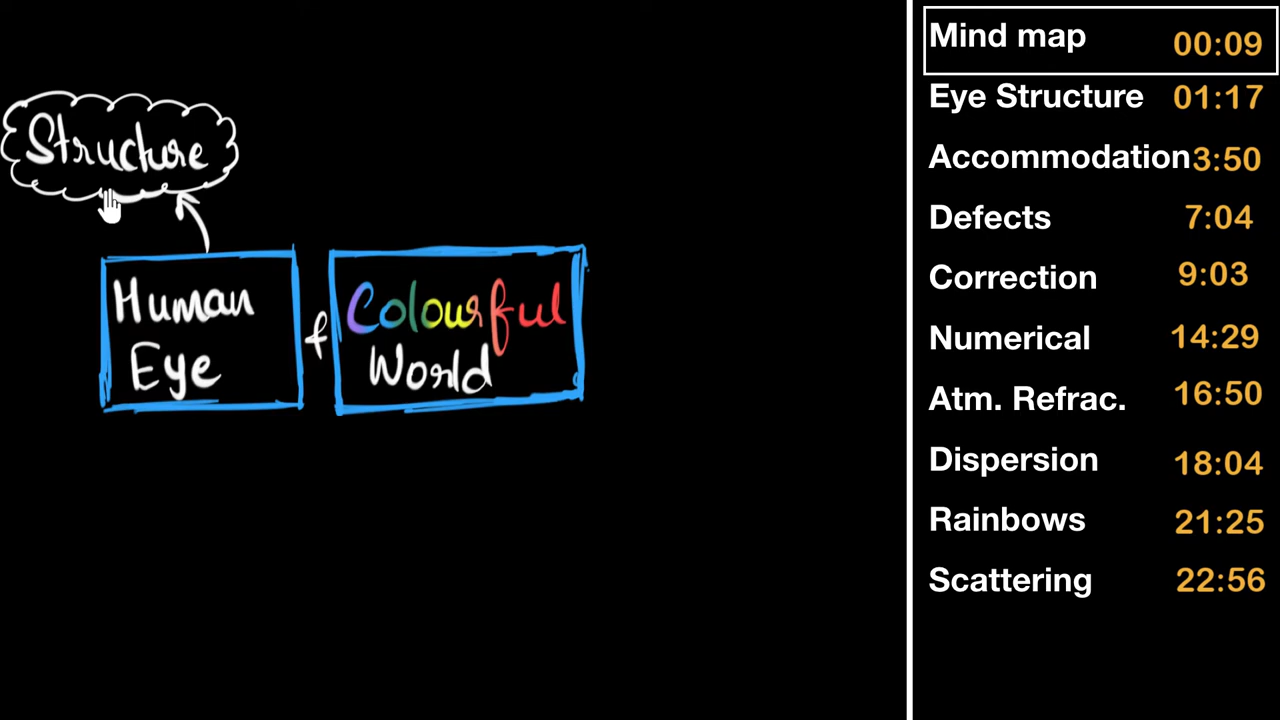 Structure
Human
Eye
&
Colourful
World
Mind map 00:09
Eye Structure 01:17
Accommodation 3:50
Defects 7:04
Correction 9:03
Numerical 14:29
Atm. Refrac. 16:50
Dispersion 18:04
Rainbows 21:25
Scattering 22:56